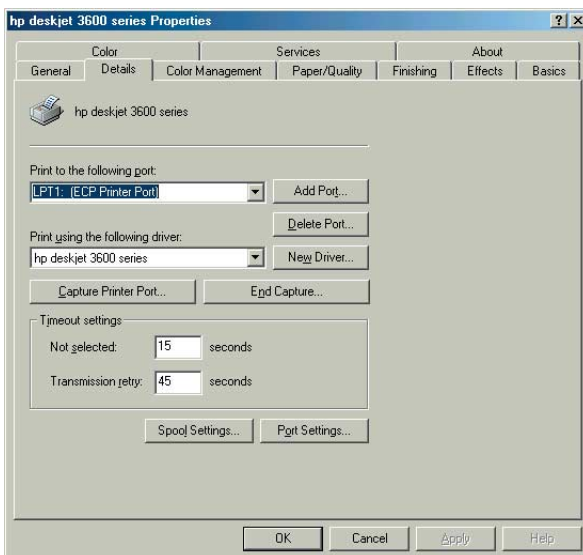 hp deskjet 3600 series Properties
? ×
Color Services About
General Details Color Management Paper/Quality Finishing Effects Basics
hp deskjet 3600 series
Print to the following port:
LPT1: (ECP Printer Port) Add Port...
Delete Port...
Print using the following driver:
hp deskjet 3600 series New Driver...
Capture Printer Port... End Capture...
Timeout settings
Not selected: 15 seconds
Transmission retry: 45 seconds
Spool Settings... Port Settings...
OK Cancel Apply Help